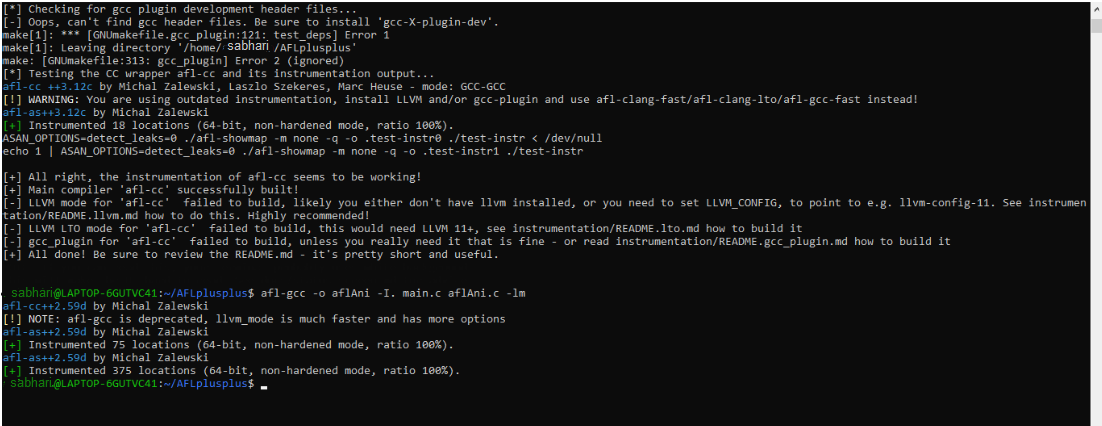 [*] Checking for gcc plugin development header files...
[-] Oops, can't find gcc header files. Be sure to install 'gcc-X-plugin-dev'.
make[1]: *** [GNUmakefile.gcc_plugin:121: test_deps] Error 1
make[1]: Leaving directory '/home/ sabhari /AFLplusplus'
make: [GNUmakefile:313: gcc_plugin] Error 2 (ignored)
[*] Testing the CC wrapper afl-cc and its instrumentation output...
afl-cc ++3.12c by Michal Zalewski, Laszlo Szekeres, Marc Heuse - mode: GCC-GCC
[!] WARNING: You are using outdated instrumentation, install LLVM and/or gcc-plugin and use afl-clang-fast/afl-clang-lto/afl-gcc-fast instead!
afl-as++3.12c by Michal Zalewski
[+] Instrumented 18 locations (64-bit, non-hardened mode, ratio 100%).
ASAN_OPTIONS=detect_leaks=0 ./afl-showmap -m none -q -o .test-instr0 ./test-instr < /dev/null
echo 1 | ASAN_OPTIONS=detect_leaks=0 ./afl-showmap -m none -q -o .test-instr1 ./test-instr
[+] All right, the instrumentation of afl-cc seems to be working!
[+] Main compiler 'afl-cc' successfully built!
[-] LLVM mode for 'afl-cc'  failed to build, likely you either don't have llvm installed, or you need to set LLVM_CONFIG, to point to e.g. llvm-config-11. See instrumen
tation/README.llvm.md how to do this. Highly recommended!
[-] LLVM LTO mode for 'afl-cc'  failed to build, this would need LLVM 11+, see instrumentation/README.lto.md how to build it
[-] gcc_plugin for 'afl-cc'  failed to build, unless you really need it that is fine - or read instrumentation/README.gcc_plugin.md how to build it
[+] All done! Be sure to review the README.md - it's pretty short and useful.
sabhari@LAPTOP-6GUTVC41:~/AFLplusplus$ afl-gcc -o aflAni -I. main.c aflAni.c -lm
afl-cc++2.59d by Michal Zalewski
[!] NOTE: afl-gcc is deprecated, llvm_mode is much faster and has more options
afl-as++2.59d by Michal Zalewski
[+] Instrumented 75 locations (64-bit, non-hardened mode, ratio 100%).
afl-as++2.59d by Michal Zalewski
[+] Instrumented 375 locations (64-bit, non-hardened mode, ratio 100%).
sabhari@LAPTOP-6GUTVC41:~/AFLplusplus$